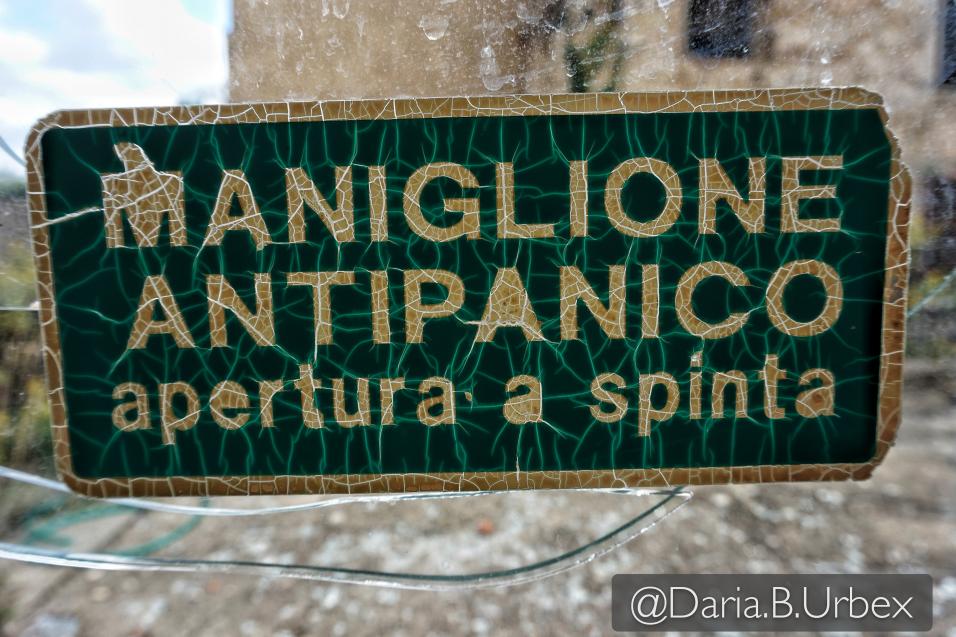 MANIGLIONE
ANTIPANICO
apertura a spinta
@Daria.B.Urbex